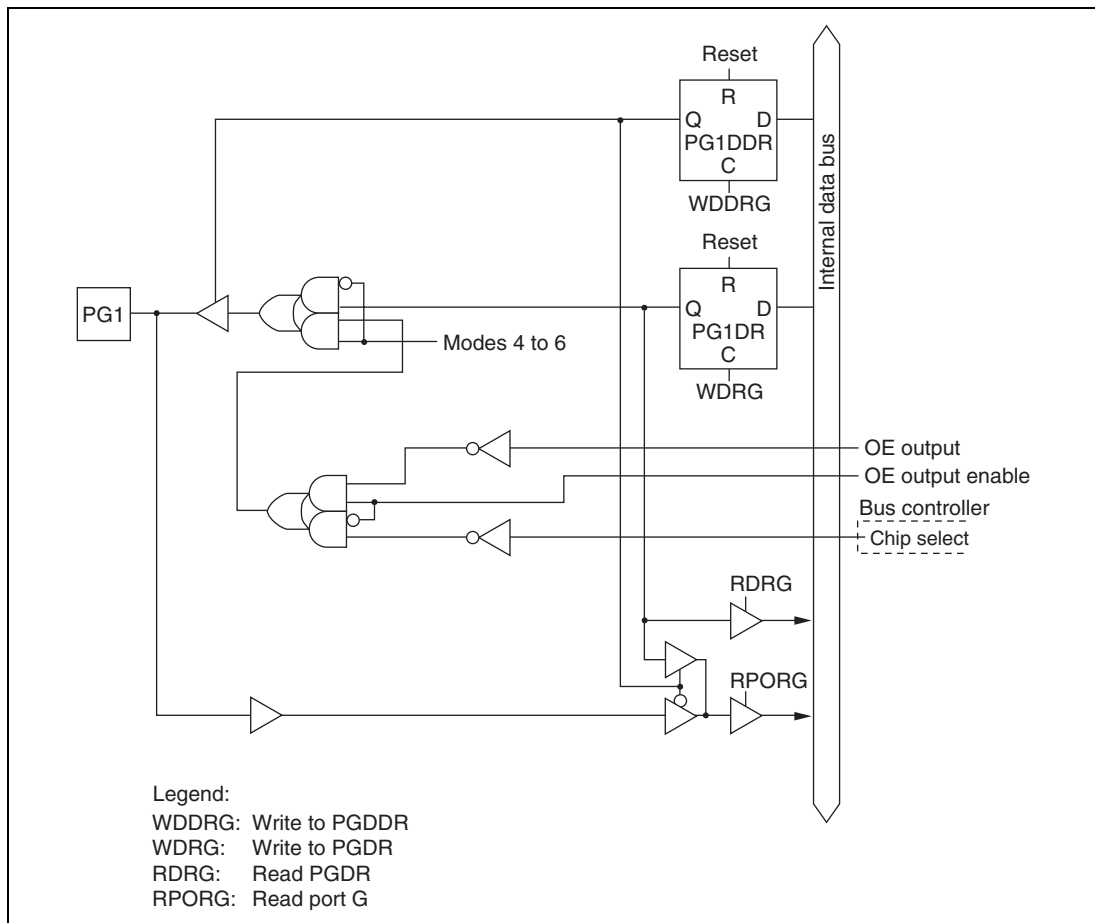 Reset
R
Q D
PG1DDR
C
WDDRG
Internal data bus
Reset
R
PG1
Q D
PG1DR
C
Modes 4 to 6
WDRG
OE output
OE output enable
Bus controller
Chip select
RDRG
RPORG
Legend:
WDDRG: Write to PGDDR
WDRG: Write to PGDR
RDRG: Read PGDR
RPORG: Read port G